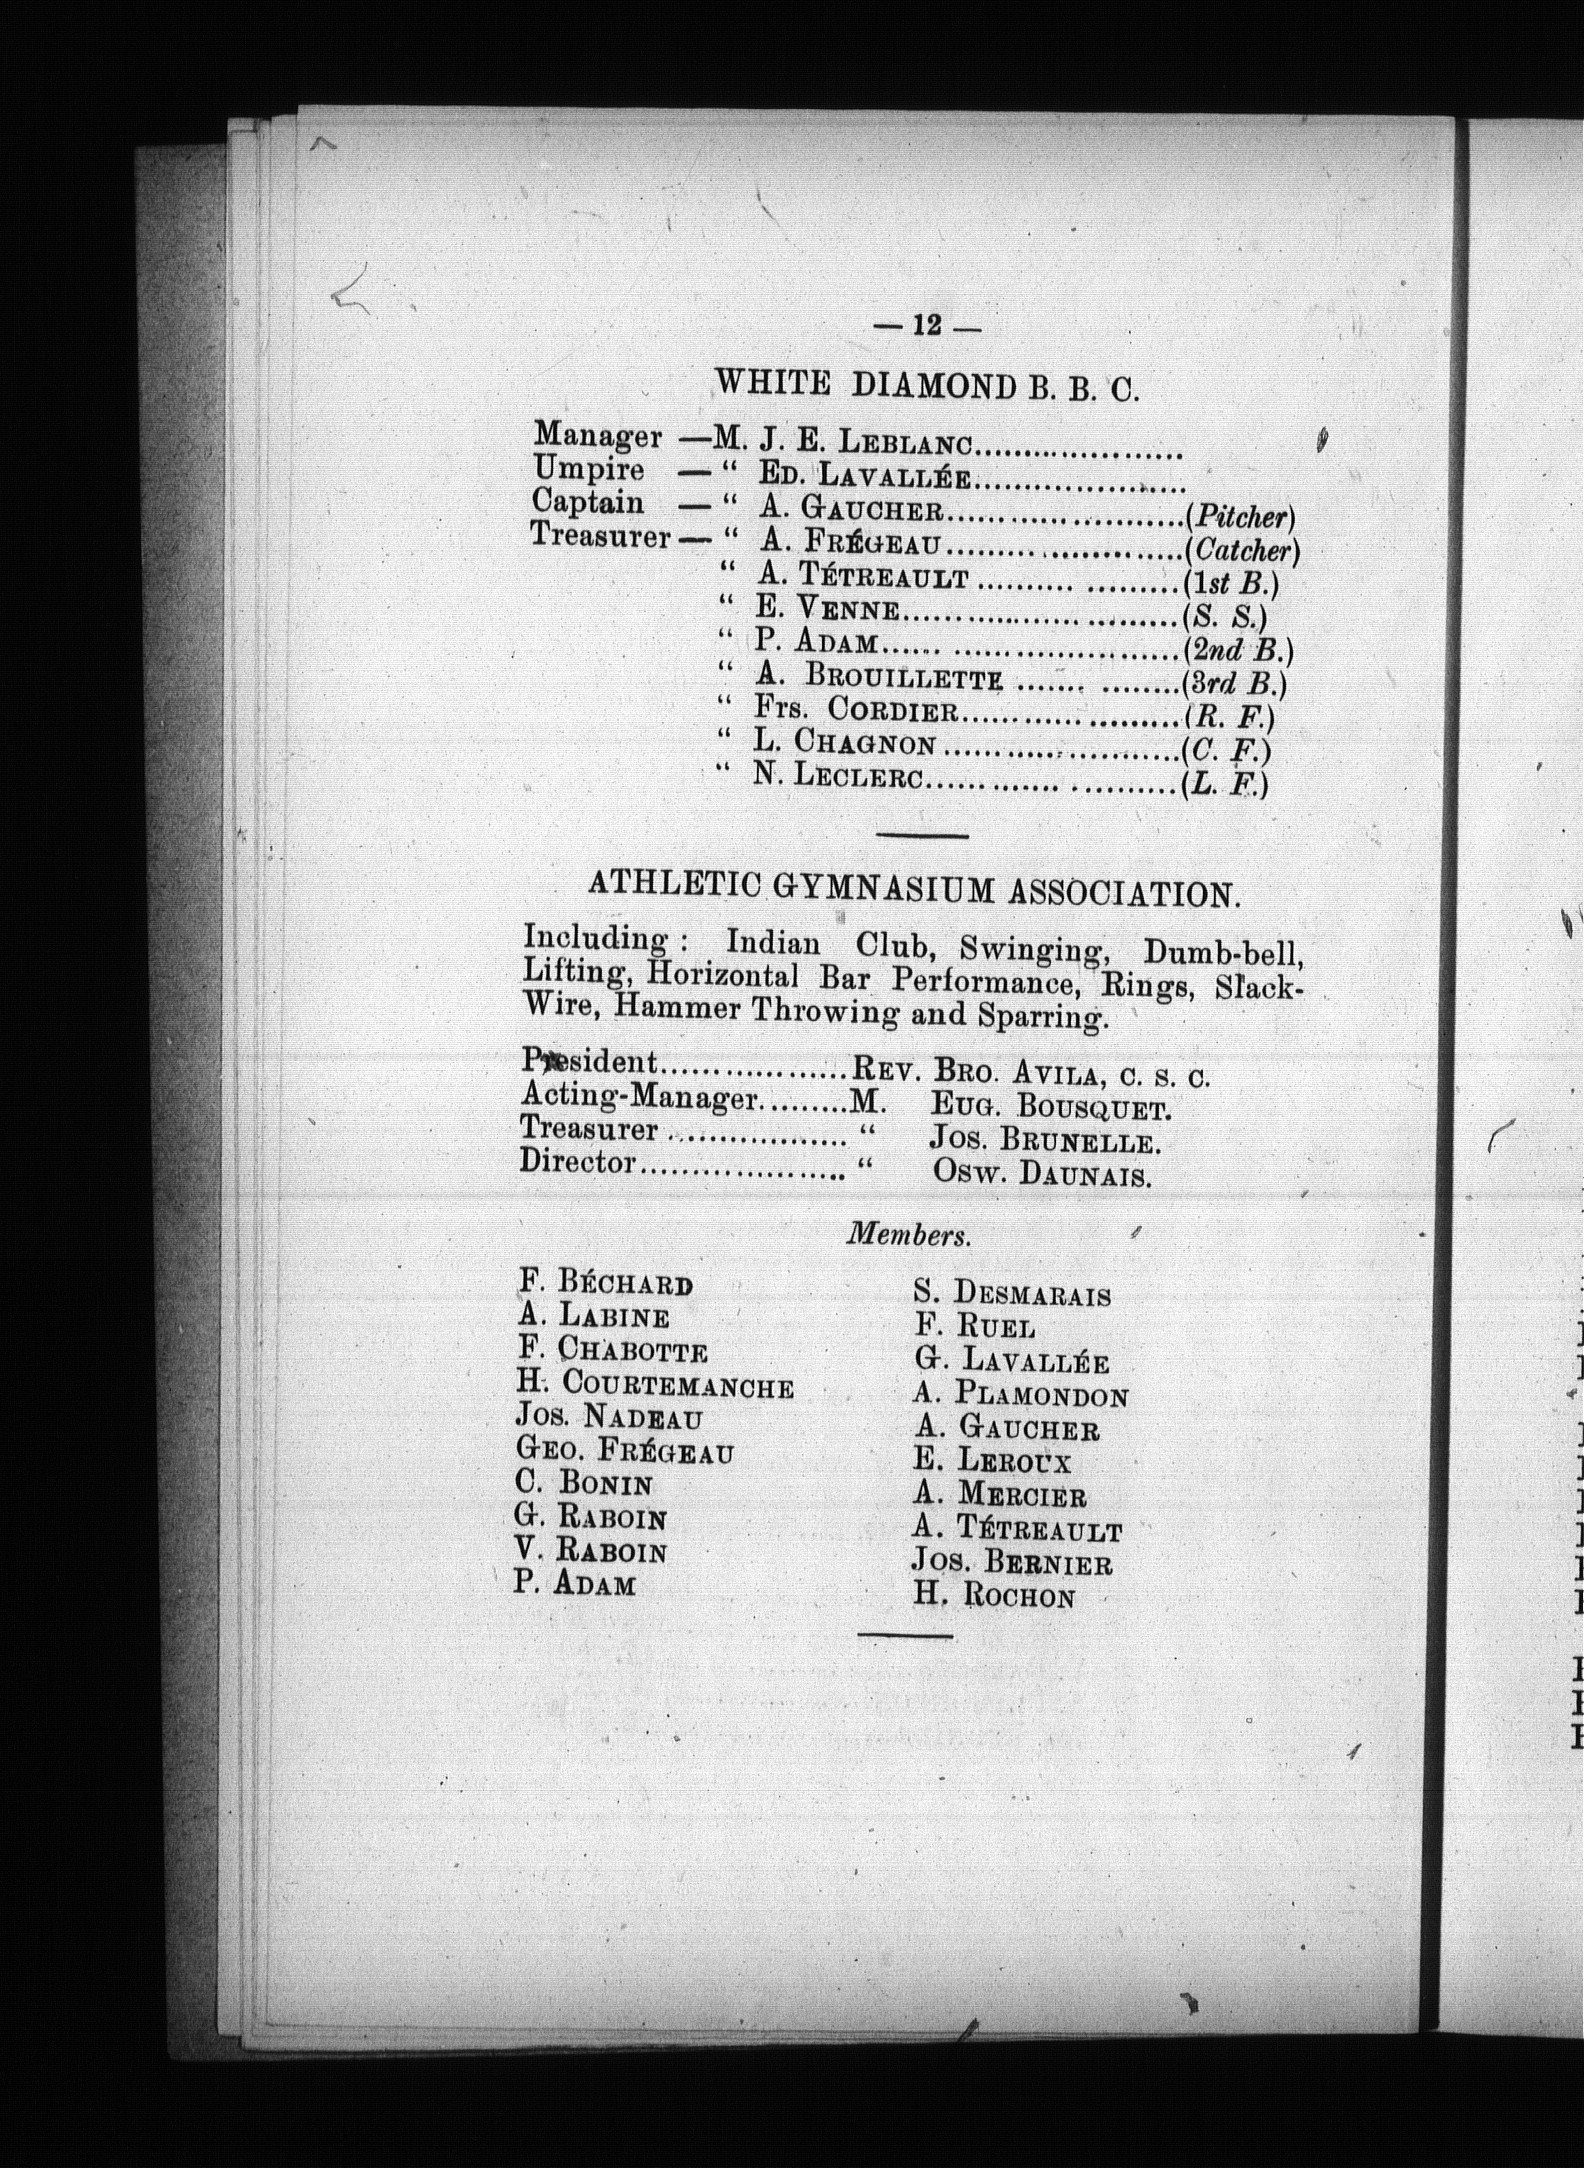 — 12 —
WHITE DIAMOND B. B. C.
Manager —M. J. E. LEBLANC.....................
Umpire — “ ED. LAVALLÉE.....................
Captain — “ A. GAUCHER........................(Pitcher)
Treasurer — “ A. FRÉGEAU........................(Catcher)
“ A. TÉTREAULT .......... .........(1st B.)
“ E. VENNE.................. .........(S. S.)
“ P. ADAM...... .......................(2nd B.)
“ A. BROUILLETTE ....... ........(3rd B.)
“ Frs. CORDIER............ .........(R. F.)
“ L. CHAGNON ............ ...........(C. F.)
“ N. LECLERC............. . ..........(L. F.)
ATHLETIC GYMNASIUM ASSOCIATION.
Including : Indian Club, Swinging, Dumb-bell,
Lifting, Horizontal Bar Performance, Rings, Slack-
Wire, Hammer Throwing and Sparring.
President..................REV. BRO. AVILA, C. S. C.
Acting-Manager.........M. EUG. BOUSQUET.
Treasurer .................. “ JOS. BRUNELLE.
Director.................... “ OSW. DAUNAIS.
Members.
F. BÉCHARD
A. LABINE
F. CHABOTTE
H. COURTEMANCHE
JOS. NADEAU
GEO. FRÉGEAU
C. BONIN
G. RABOIN
V. RABOIN
P. ADAM
S. DESMARAIS
F. RUEL
G. LAVALLÉE
A. PLAMONDON
A. GAUCHER
E. LEROUX
A. MERCIER
A. TÉTREAULT
JOS. BERNIER
H. ROCHON